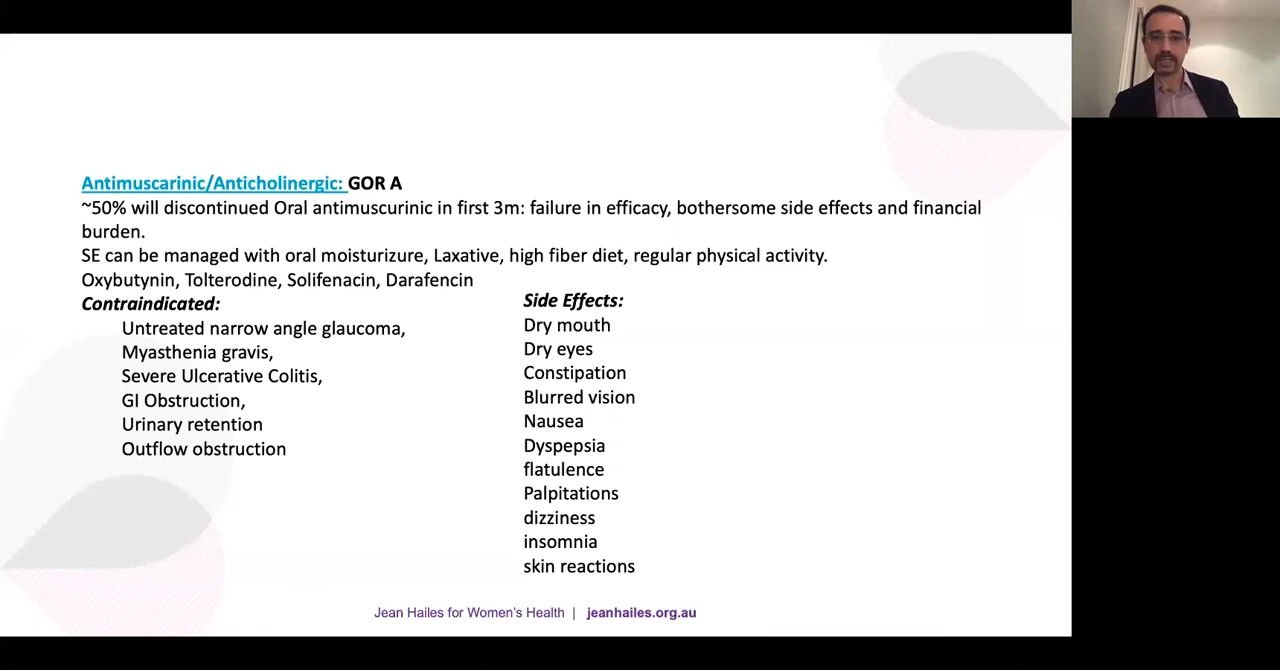 Antimuscarinic/Anticholinergic: GOR A
~50% will discontinued Oral antimuscurinic in first 3m: failure in efficacy, bothersome side effects and financial
burden.
SE can be managed with oral moisturizure, Laxative, high fiber diet, regular physical activity.
Oxybutynin, Tolterodine, Solifenacin, Darafencin
Contraindicated:
Untreated narrow angle glaucoma,
Myasthenia gravis,
Severe Ulcerative Colitis,
GI Obstruction,
Urinary retention
Outflow obstruction
Side Effects:
Dry mouth
Dry eyes
Constipation
Blurred vision
Nausea
Dyspepsia
flatulence
Palpitations
dizziness
insomnia
skin reactions
Jean Hailes for Women's Health | jeanhailes.org.au